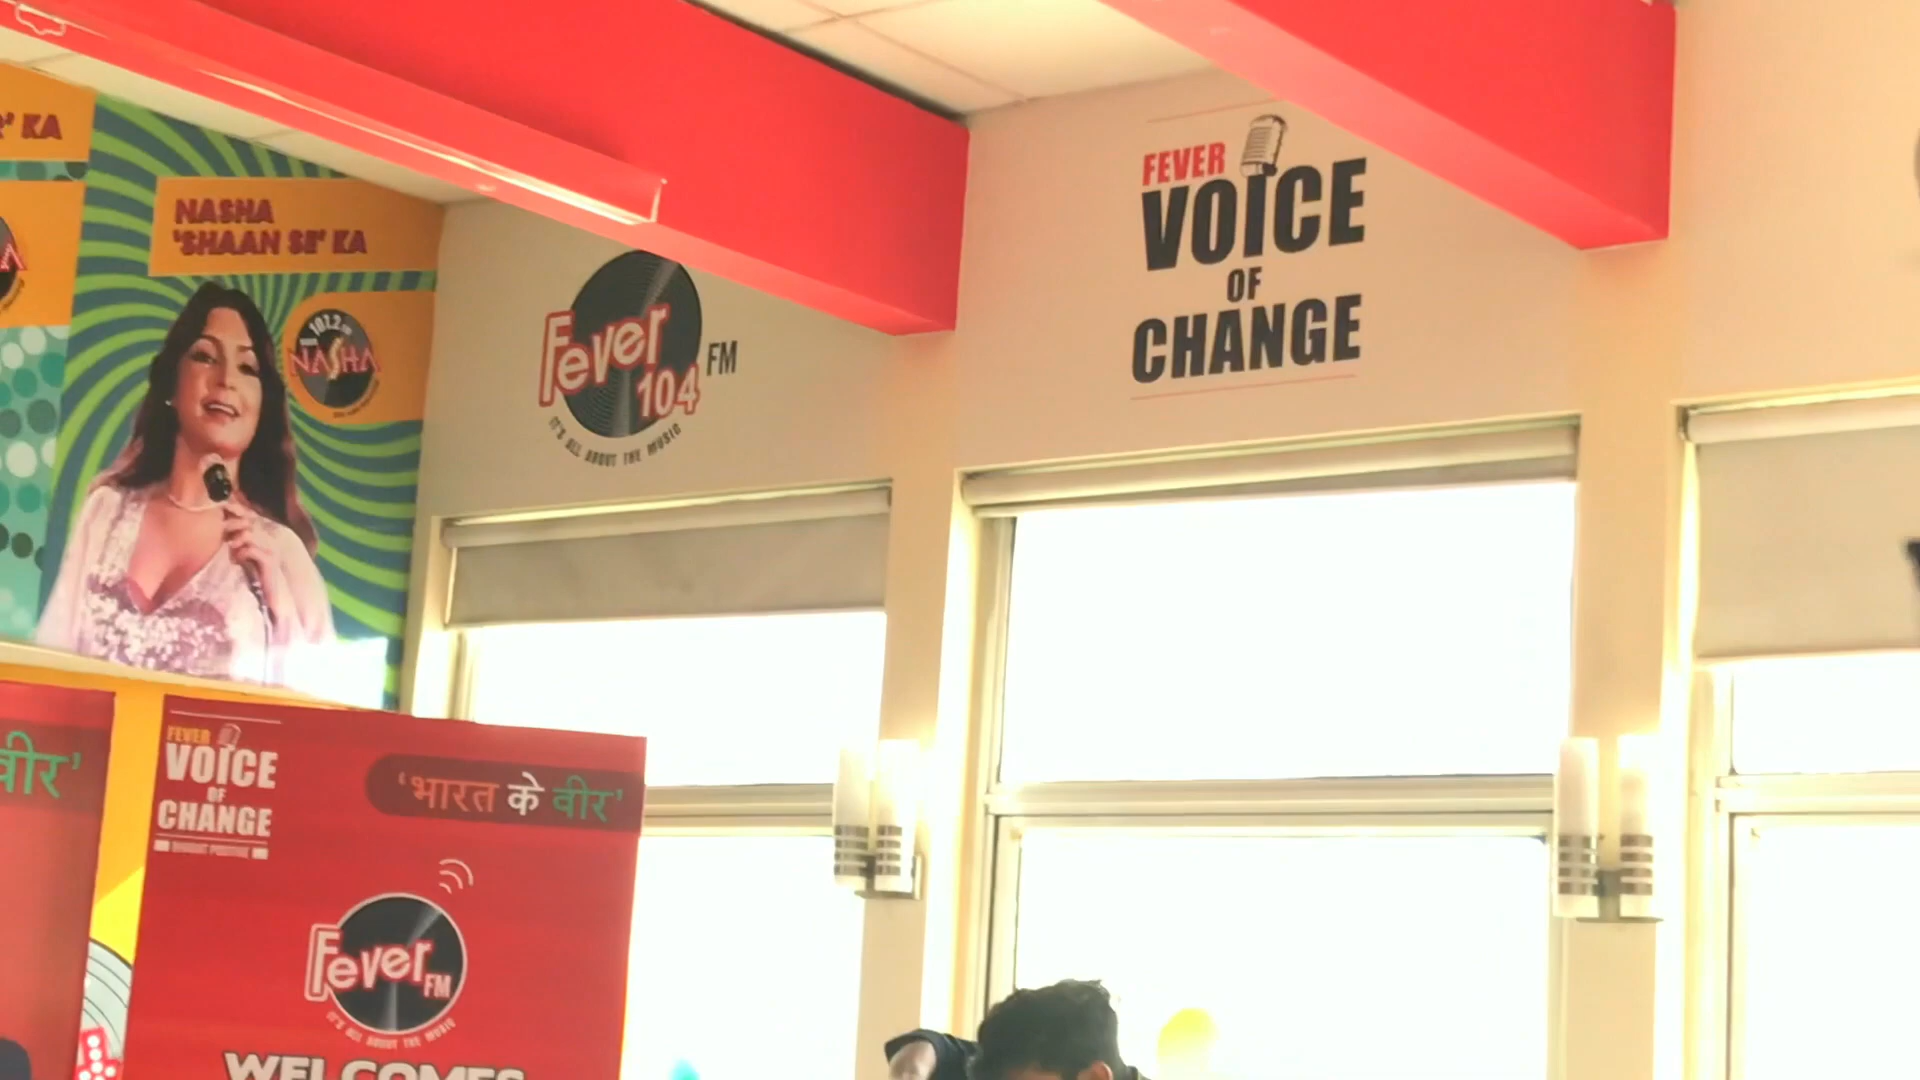 KA
NASHA
'SHAAN SE' KA
107.2
NASHA
Fever
104
FM
IT'S ALL ABOUT THE MUSIC
FEVER
VOICE
OF
CHANGE
वीर'
FEVER
VOICE
OF
CHANGE
'भारत के वीर'
Fever
FM
IT'S ALL ABOUT THE MUSIC
WELCOMES